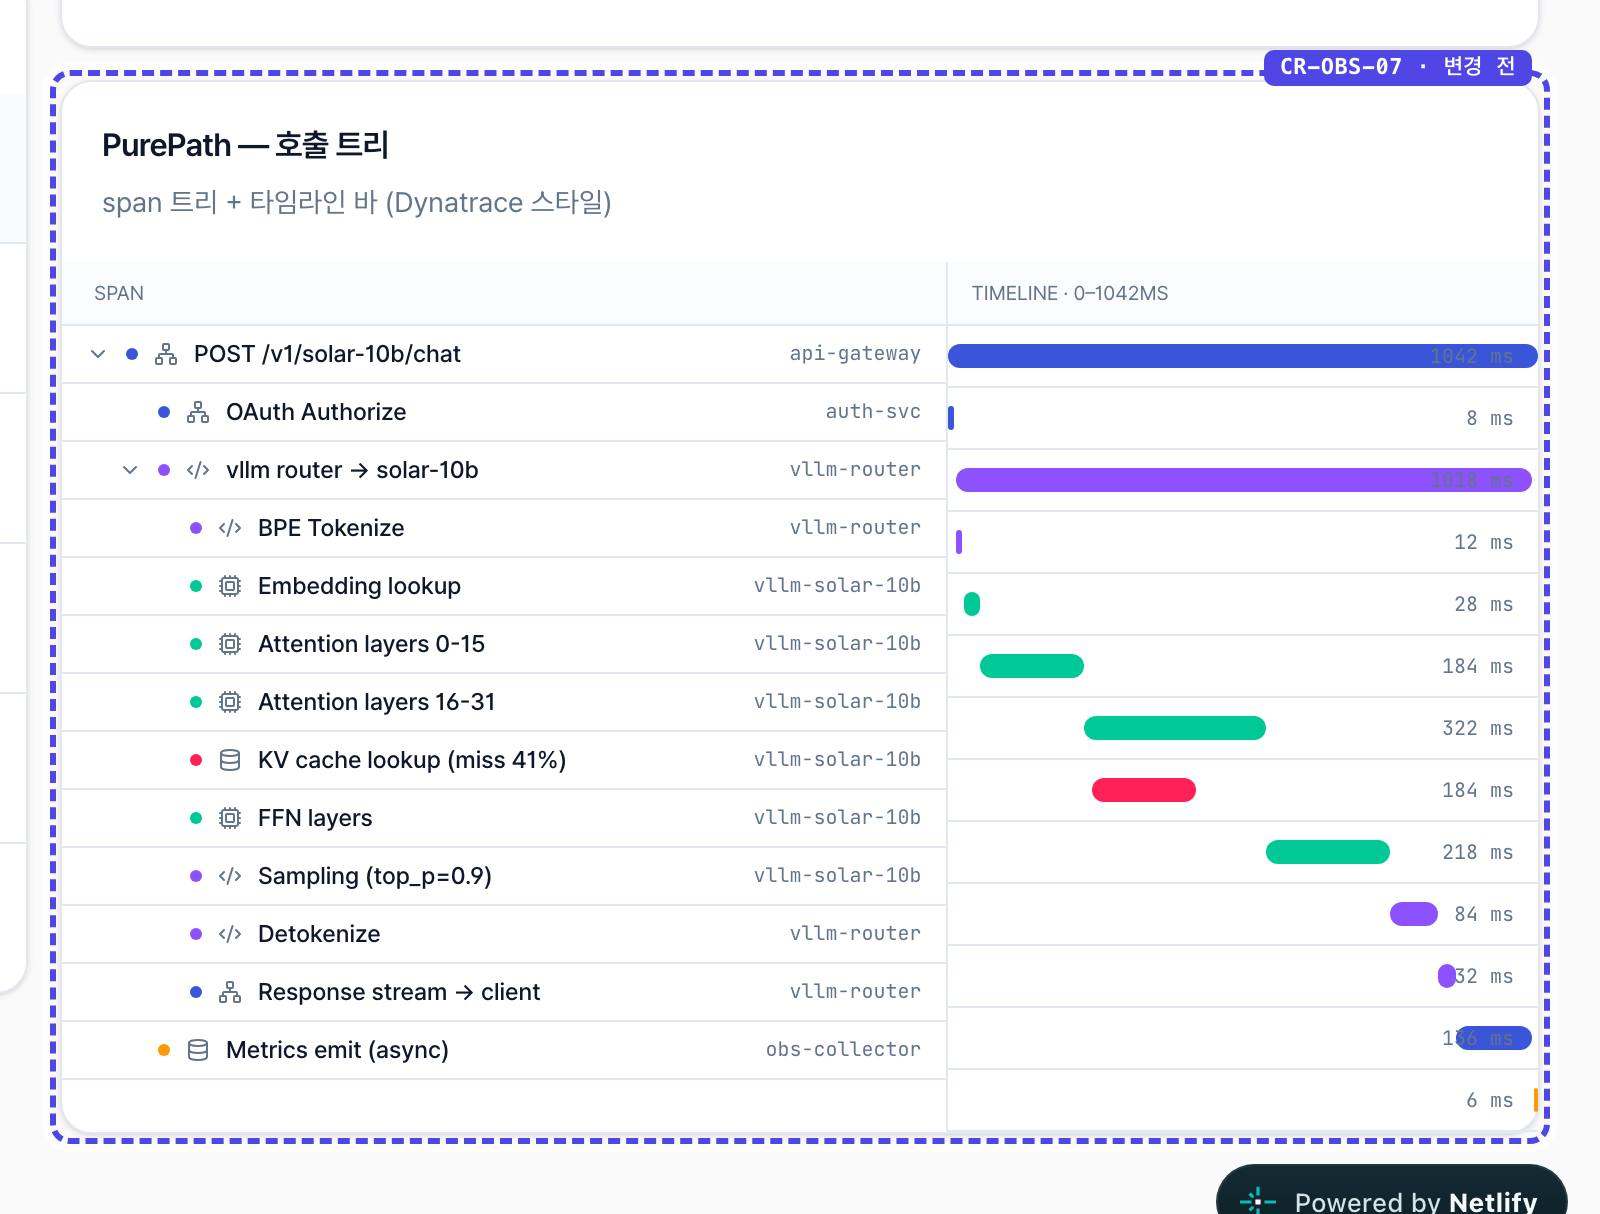 CR-OBS-07 · 변경 전
PurePath — 호출 트리
span 트리 + 타임라인 바 (Dynatrace 스타일)
SPAN
TIMELINE · 0–1042MS
POST /v1/solar-10b/chat api-gateway 1042 ms
OAuth Authorize auth-svc 8 ms
vllm router → solar-10b vllm-router 1018 ms
BPE Tokenize vllm-router 12 ms
Embedding lookup vllm-solar-10b 28 ms
Attention layers 0-15 vllm-solar-10b 184 ms
Attention layers 16-31 vllm-solar-10b 322 ms
KV cache lookup (miss 41%) vllm-solar-10b 184 ms
FFN layers vllm-solar-10b 218 ms
Sampling (top_p=0.9) vllm-solar-10b 84 ms
Detokenize vllm-router 32 ms
Response stream → client vllm-router 136 ms
Metrics emit (async) obs-collector 6 ms
Powered by Netlify